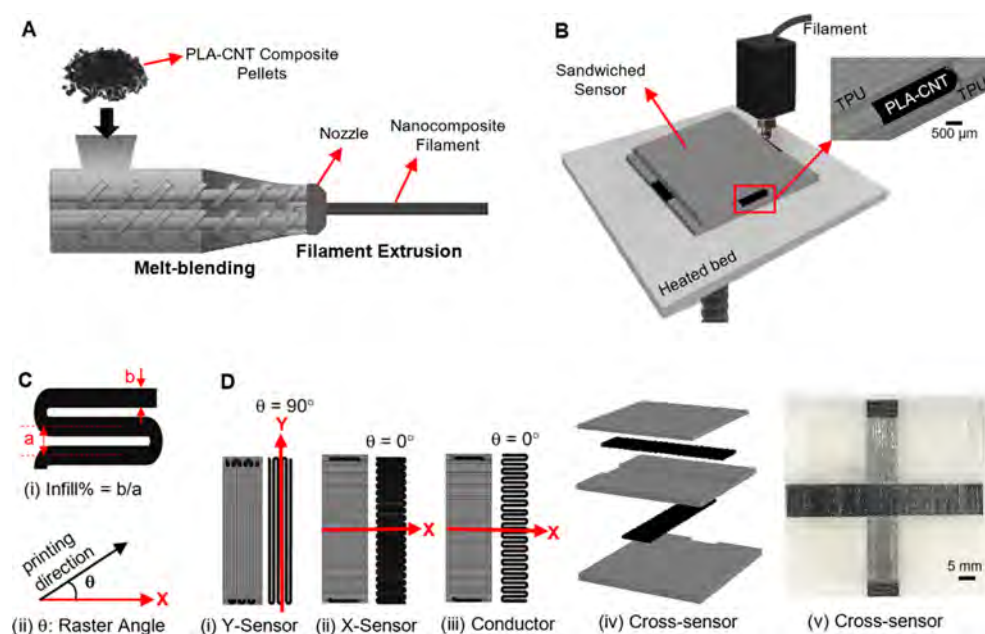 A
PLA-CNT Composite
Pellets
Nozzle
Nanocomposite
Filament
Melt-blending
Filament Extrusion
B
Filament
Sandwiched
Sensor
TPU
PLA-CNT
TPU
500 µm
Heated bed
C
b
a
(i) Infill% = b/a
printing
direction
θ
X
(ii) θ: Raster Angle
D
θ = 90°
Y
θ = 0°
X
θ = 0°
X
(i) Y-Sensor
(ii) X-Sensor
(iii) Conductor
(iv) Cross-sensor
5 mm
(v) Cross-sensor